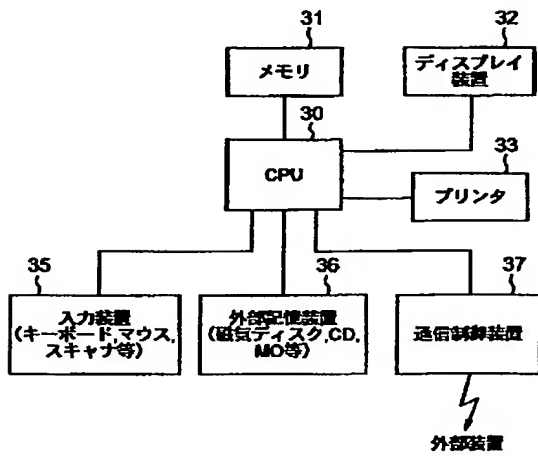 31
メモリ
32
ディスプレイ
装置
30
CPU
33
プリンタ
35
入力装置
(キーボード,マウス,
スキャナ等)
36
外部記憶装置
(磁気ディスク,CD,
MO等)
37
通信制御装置
外部装置